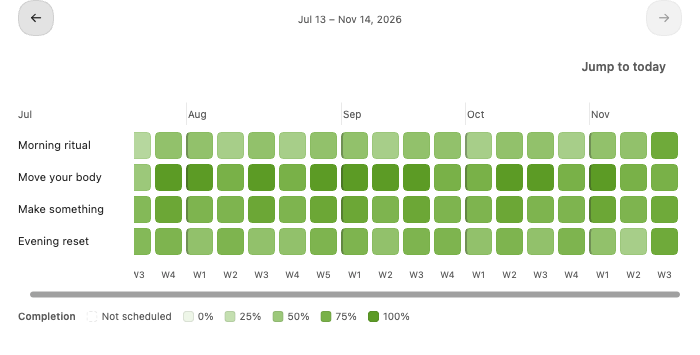 Jul 13 – Nov 14, 2026
Jump to today
Jul Aug Sep Oct Nov
Morning ritual
Move your body
Make something
Evening reset
W3 W4 W1 W2 W3 W4 W5 W1 W2 W3 W4 W1 W2 W3 W4 W1 W2 W3
Completion Not scheduled 0% 25% 50% 75% 100%